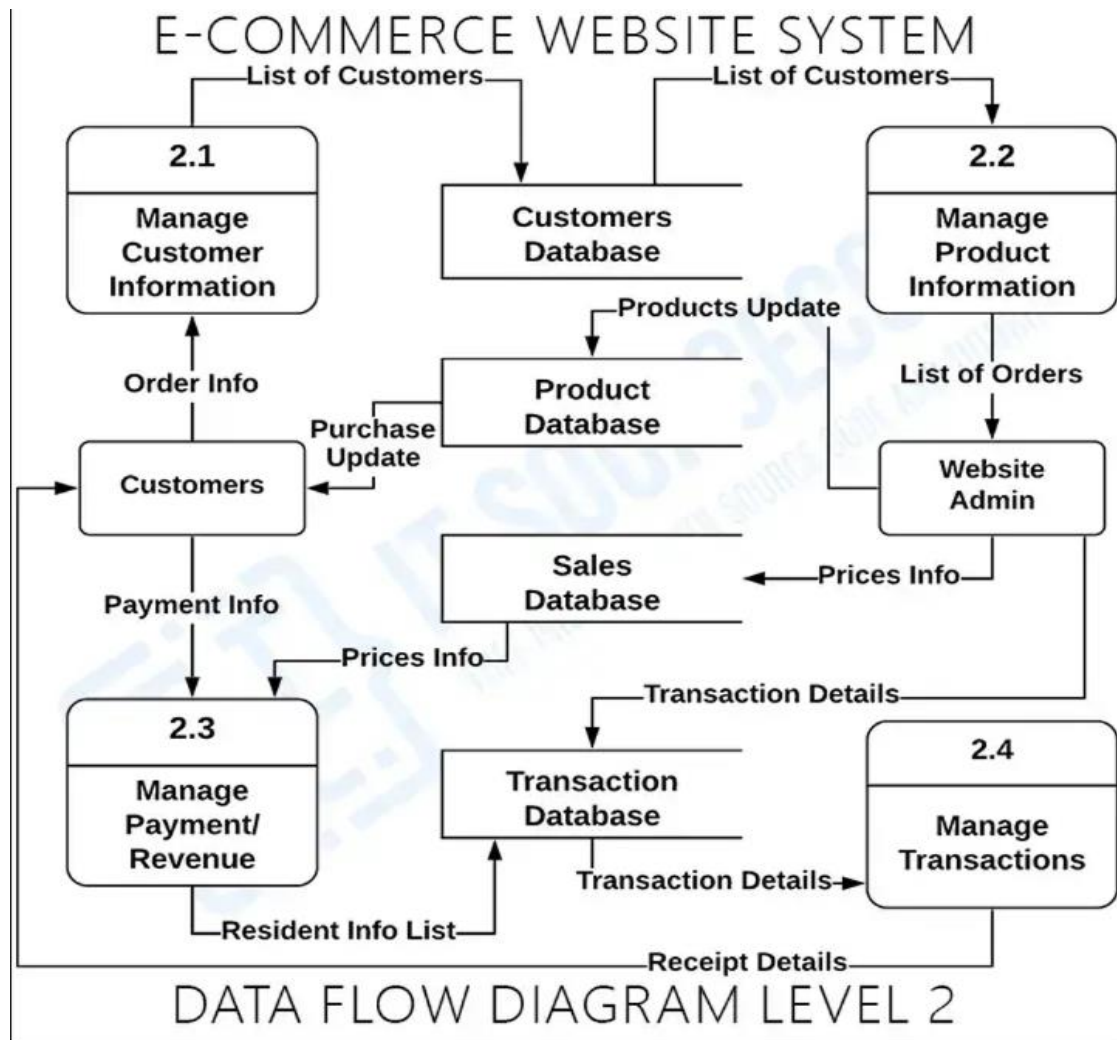 E-COMMERCE WEBSITE SYSTEM
List of Customers
List of Customers
2.1
Manage
Customer
Information
Customers
Database
2.2
Manage
Product
Information
Products Update
Order Info
Product
Database
List of Orders
Purchase
Update
Customers
Website
Admin
Sales
Database
Prices Info
Payment Info
Prices Info
Transaction Details
2.3
Manage
Payment/
Revenue
Transaction
Database
2.4
Manage
Transactions
Transaction Details
Resident Info List
Receipt Details
DATA FLOW DIAGRAM LEVEL 2